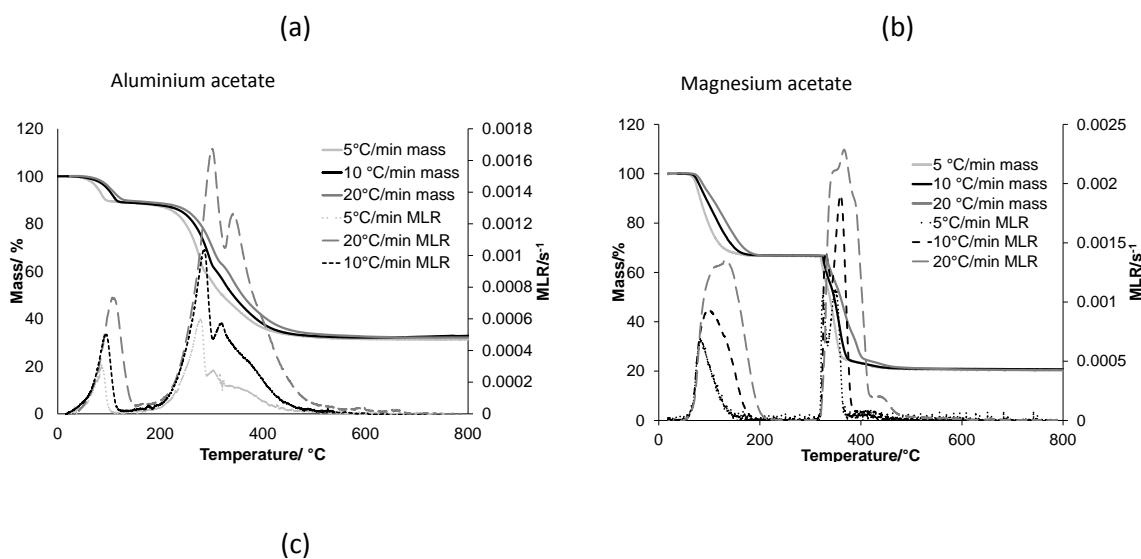 (a)
(b)
Aluminium acetate
Magnesium acetate
120
100
80
60
40
20
0
Mass/ %
0.0018
0.0016
0.0014
0.0012
0.001
0.0008
0.0006
0.0004
0.0002
0
MLR/s-1
5°C/min mass
10 °C/min mass
20°C/min mass
5°C/min MLR
20°C/min MLR
10°C/min MLR
0 200 400 600 800
Temperature/ °C
120
100
80
60
40
20
0
Mass/%
0.0025
0.002
0.0015
0.001
0.0005
0
MLR/s-1
5 °C/min mass
10 °C/min mass
20 °C/min mass
5°C/min MLR
10°C/min MLR
20°C/min MLR
0 200 400 600 800
Temperature/°C
(c)